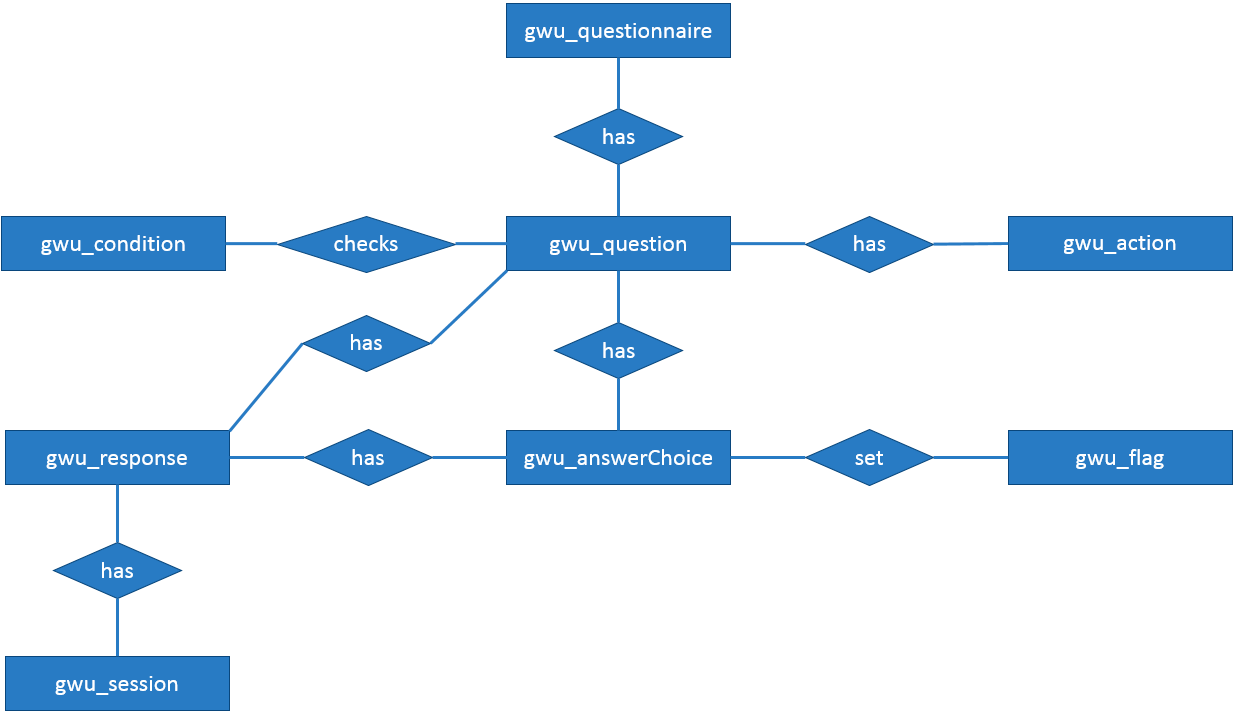 gwu_questionnaire
has
gwu_condition
checks
gwu_question
has
gwu_action
has
has
gwu_response
has
gwu_answerChoice
set
gwu_flag
has
gwu_session